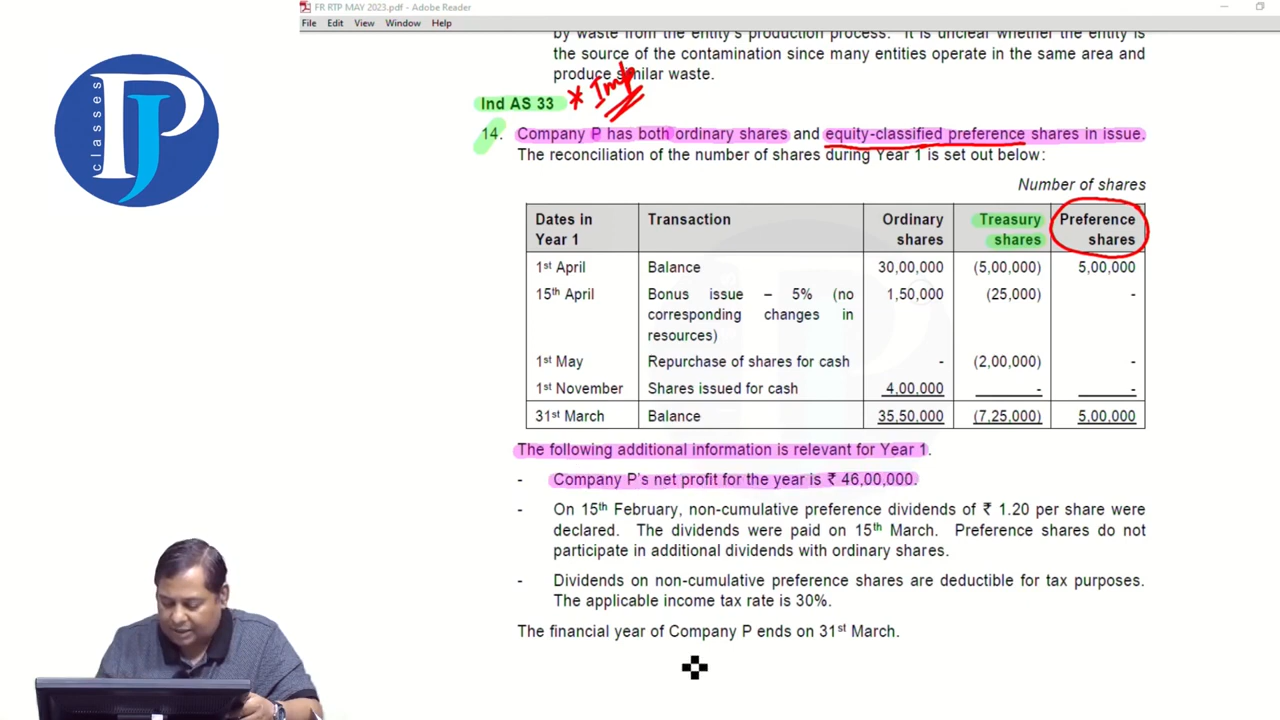 FR RTP MAY 2023.pdf - Adobe Reader
File Edit View Window Help
PJ
classes
by waste from the entity's production process. It is unclear whether the entity is
the source of the contamination since many entities operate in the same area and
produce similar waste.
Ind AS 33 * Imp
14. Company P has both ordinary shares and equity-classified preference shares in issue.
The reconciliation of the number of shares during Year 1 is set out below:
Number of shares
Dates in Year 1 Transaction Ordinary shares Treasury shares Preference shares
1st April Balance 30,00,000 (5,00,000) 5,00,000
15th April Bonus issue – 5% (no 1,50,000 (25,000) -
corresponding changes in
resources)
1st May Repurchase of shares for cash - (2,00,000) -
1st November Shares issued for cash 4,00,000 - -
31st March Balance 35,50,000 (7,25,000) 5,00,000
The following additional information is relevant for Year 1.
- Company P's net profit for the year is ₹ 46,00,000.
- On 15th February, non-cumulative preference dividends of ₹ 1.20 per share were
declared. The dividends were paid on 15th March. Preference shares do not
participate in additional dividends with ordinary shares.
- Dividends on non-cumulative preference shares are deductible for tax purposes.
The applicable income tax rate is 30%.
The financial year of Company P ends on 31st March.